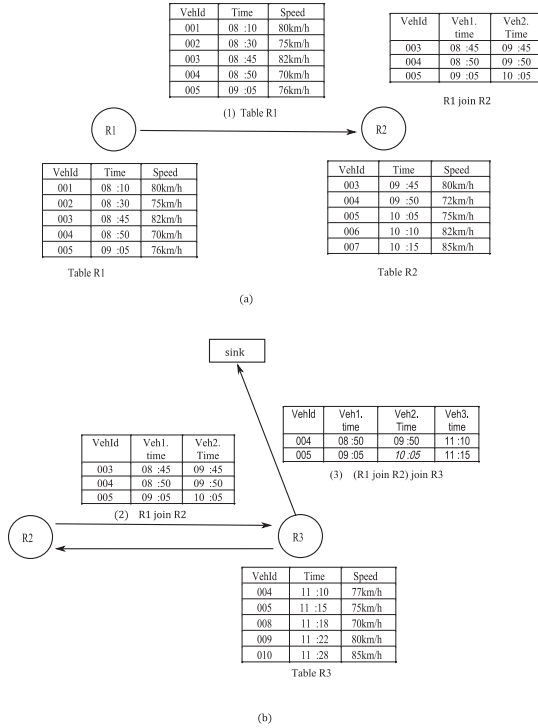 VehId Time Speed
001 08 :10 80km/h
002 08 :30 75km/h
003 08 :45 82km/h
004 08 :50 70km/h
005 09 :05 76km/h
(1) Table R1
VehId Veh1. time Veh2. Time
003 08 :45 09 :45
004 08 :50 09 :50
005 09 :05 10 :05
R1 join R2
R1
R2
VehId Time Speed
001 08 :10 80km/h
002 08 :30 75km/h
003 08 :45 82km/h
004 08 :50 70km/h
005 09 :05 76km/h
Table R1
VehId Time Speed
003 09 :45 80km/h
004 09 :50 72km/h
005 10 :05 75km/h
006 10 :10 82km/h
007 10 :15 85km/h
Table R2
(a)
sink
VehId Veh1. time Veh2. Time Veh3. time
004 08 :50 09 :50 11 :10
005 09 :05 10 :05 11 :15
(3) (R1 join R2) join R3
VehId Veh1. time Veh2. Time
003 08 :45 09 :45
004 08 :50 09 :50
005 09 :05 10 :05
(2) R1 join R2
R2
R3
VehId Time Speed
004 11 :10 77km/h
005 11 :15 75km/h
008 11 :18 70km/h
009 11 :22 80km/h
010 11 :28 85km/h
Table R3
(b)